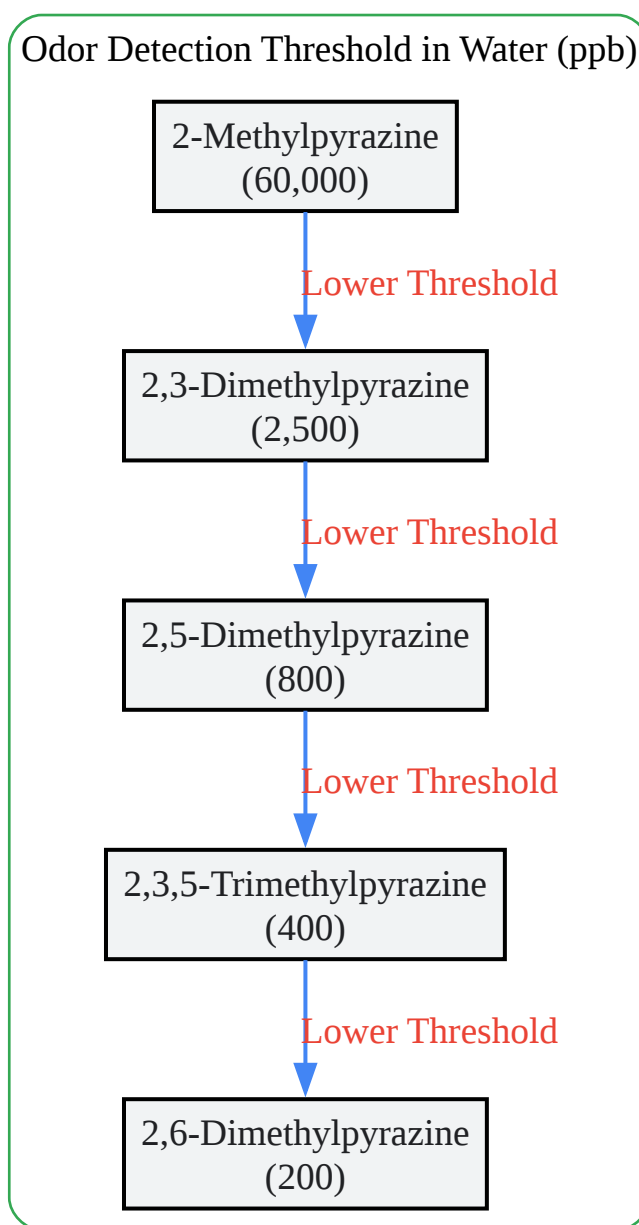 Odor Detection Threshold in Water (ppb)
2-Methylpyrazine
(60,000)
Lower Threshold
2,3-Dimethylpyrazine
(2,500)
Lower Threshold
2,5-Dimethylpyrazine
(800)
Lower Threshold
2,3,5-Trimethylpyrazine
(400)
Lower Threshold
2,6-Dimethylpyrazine
(200)